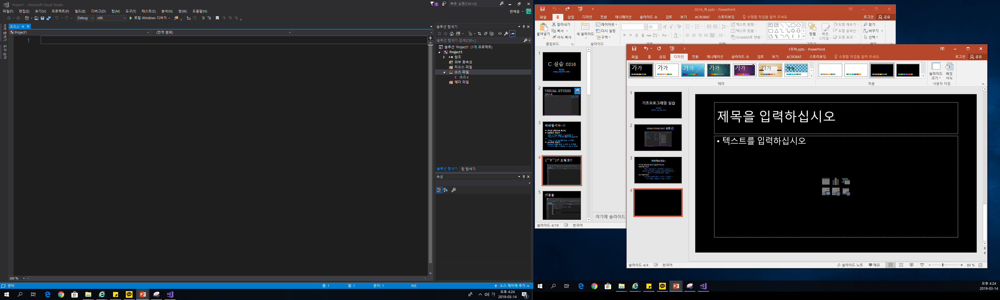 Project1 - Microsoft Visual Studio
1
빠른 실행(Ctrl+Q)
파일(F) 편집(E) 보기(V) 프로젝트(P) 빌드(B) 디버그(D) 팀(M) 도구(T) 테스트(S) 분석(N) 창(W) 도움말(H)
한채윤 안
Debug x86 로컬 Windows 디버거
서버 탐색기
도구 상자
소스.c
Project1 (전역 범위)
1
100 %
솔루션 탐색기
솔루션 탐색기 검색(Ctrl+;)
솔루션 'Project1' (1개 프로젝트)
Project1
참조
외부 종속성
리소스 파일
소스 파일
소스.c
헤더 파일
솔루션 탐색기 팀 탐색기
속성
준비 줄: 1 열: 1 문자: 1 INS 소스 제어에 추가
오후 4:24
2019-03-14
가
1
0316_목.pptx - PowerPoint
파일 홈 삽입 디자인 전환 애니메이션 슬라이드 쇼 검토 보기 ACROBAT 스토리보딩 수행할 작업을 알려 주세요. 로그인 공유
붙여넣기
잘라내기
복사
서식 복사
클립보드
새 슬라이드
레이아웃
다시 설정
구역
슬라이드
28
텍스트 방향
텍스트 맞춤
SmartArt로 변환
정렬
빠른 스타일
도형 채우기
도형 윤곽선
도형 효과
찾기
바꾸기
선택
1
C 실습 0316
2
VISUAL STUDIO
2015
3
따라합시다~!!
4
요렇게!!
5
기본틀
여기에 슬라이드
슬라이드 4/19 한국어
1주차.pptx - PowerPoint
파일 홈 삽입 디자인 전환 애니메이션 슬라이드 쇼 검토 보기 ACROBAT 스토리보딩 수행할 작업을 알려 주세요. 로그인 공유
가가 가가 가가 가가 가가 가가 가가
테마
적용
슬라이드 크기
배경 서식
사용자 지정
1
기초프로그래밍 실습
2
VISUAL STUDIO 2017 실행
3
따라해보세요!
4
제목을 입력하십시오
• 텍스트를 입력하십시오
슬라이드 4/4 한국어 슬라이드 노트 메모 80 %
오후 4:24
2019-03-14